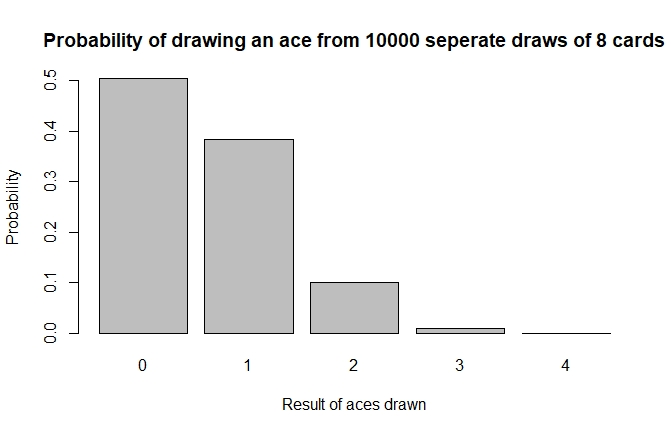 Probability of drawing an ace from 10000 seperate draws of 8 cards
Probability
0.5
0.4
0.3
0.2
0.1
0.0
0 1 2 3 4
Result of aces drawn